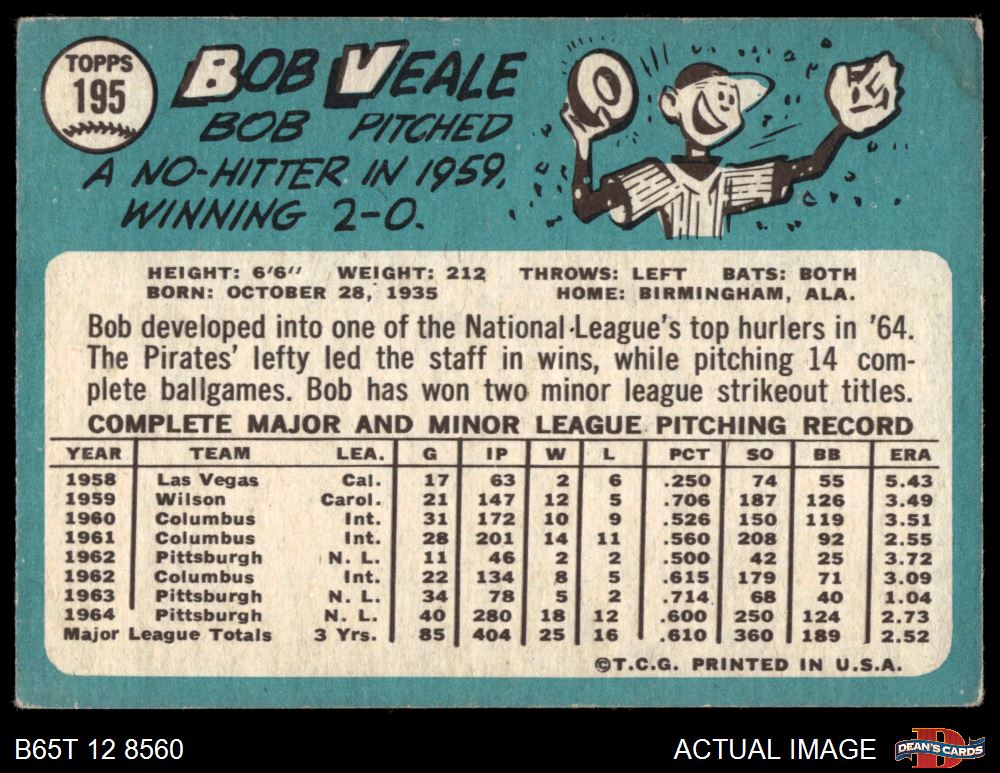 TOPPS
195
BOB VEALE
BOB PITCHED
A NO-HITTER IN 1959,
WINNING 2-0.
HEIGHT: 6'6" WEIGHT: 212 THROWS: LEFT BATS: BOTH
BORN: OCTOBER 28, 1935 HOME: BIRMINGHAM, ALA.
Bob developed into one of the National League's top hurlers in '64.
The Pirates' lefty led the staff in wins, while pitching 14 com-
plete ballgames. Bob has won two minor league strikeout titles.
COMPLETE MAJOR AND MINOR LEAGUE PITCHING RECORD
YEAR TEAM LEA. G IP W L PCT SO BB ERA
1958 Las Vegas Cal. 17 63 2 6 .250 74 55 5.43
1959 Wilson Carol. 21 147 12 5 .706 187 126 3.49
1960 Columbus Int. 31 172 10 9 .526 150 119 3.51
1961 Columbus Int. 28 201 14 11 .560 208 92 2.55
1962 Pittsburgh N. L. 11 46 2 2 .500 42 25 3.72
1962 Columbus Int. 22 134 8 5 .615 179 71 3.09
1963 Pittsburgh N. L. 34 78 5 2 .714 68 40 1.04
1964 Pittsburgh N. L. 40 280 18 12 .600 250 124 2.73
Major League Totals 3 Yrs. 85 404 25 16 .610 360 189 2.52
©T.C.G. PRINTED IN U.S.A.
B65T 12 8560
ACTUAL IMAGE
D
DEAN'S CARDS